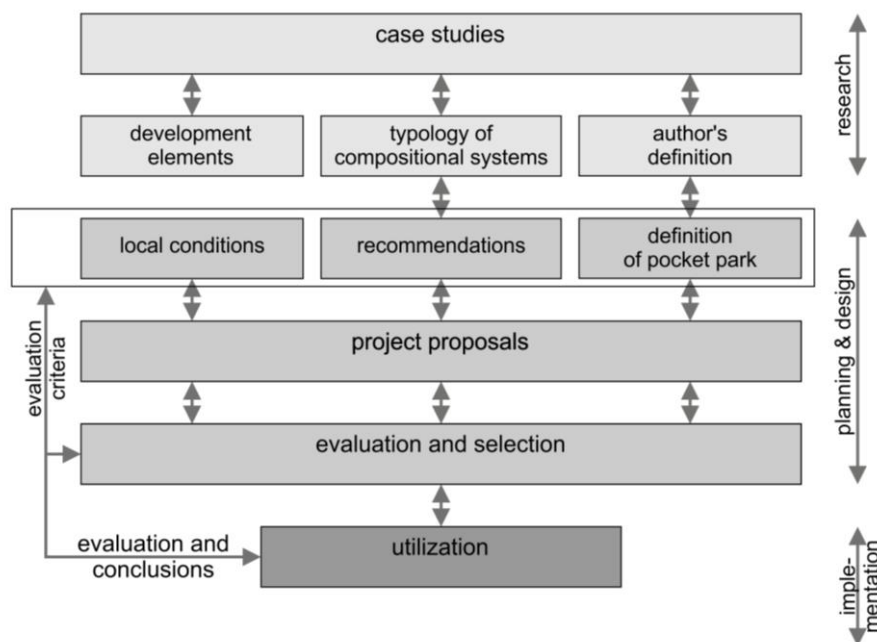 case studies
research
development
elements
typology of
compositional systems
author's
definition
local conditions
recommendations
definition
of pocket park
planning & design
evaluation
criteria
project proposals
evaluation and selection
evaluation and
conclusions
utilization
imple-
mentation